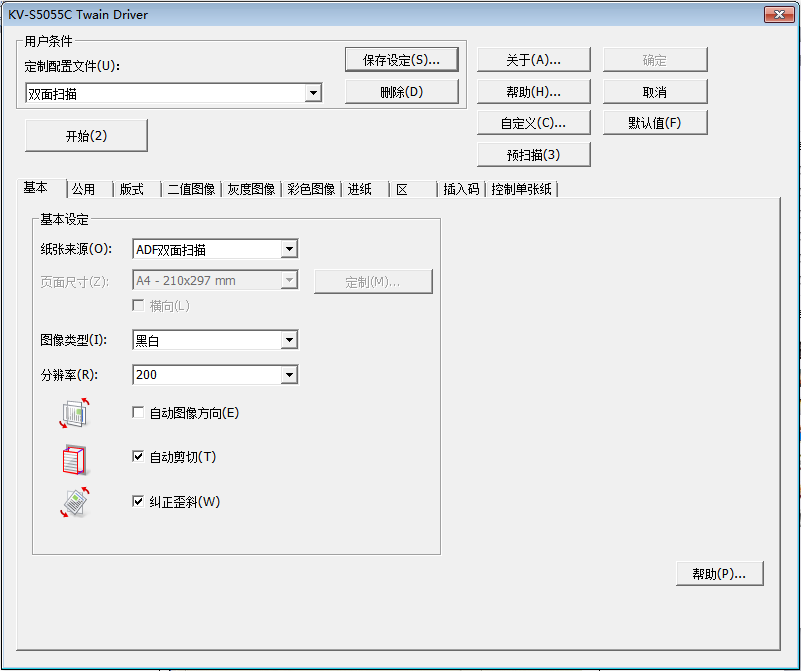 KV-S5055C Twain Driver
用户条件
定制配置文件(U):
保存设定(S)...
双面扫描
删除(D)
关于(A)...
确定
帮助(H)...
取消
自定义(C)...
默认值(F)
开始(2)
预扫描(3)
基本 公用 版式 二值图像 灰度图像 彩色图像 进纸 区 插入码 控制单张纸
基本设定
纸张来源(O): ADF双面扫描
页面尺寸(Z): A4 - 210x297 mm 定制(M)...
横向(L)
图像类型(I): 黑白
分辨率(R): 200
自动图像方向(E)
自动剪切(T)
纠正歪斜(W)
帮助(P)...